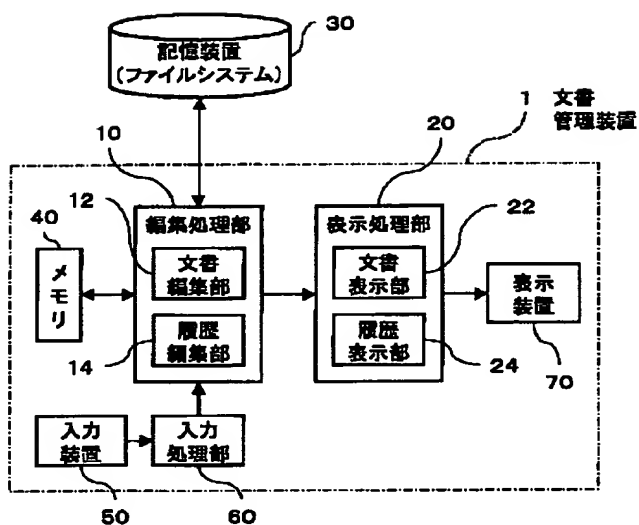 記憶装置
(ファイルシステム)
30
1
文書
管理装置
10
20
40
メモリ
編集処理部
12
文書
編集部
履歴
編集部
14
表示処理部
22
文書
表示部
履歴
表示部
24
表示
装置
70
入力
装置
50
入力
処理部
60